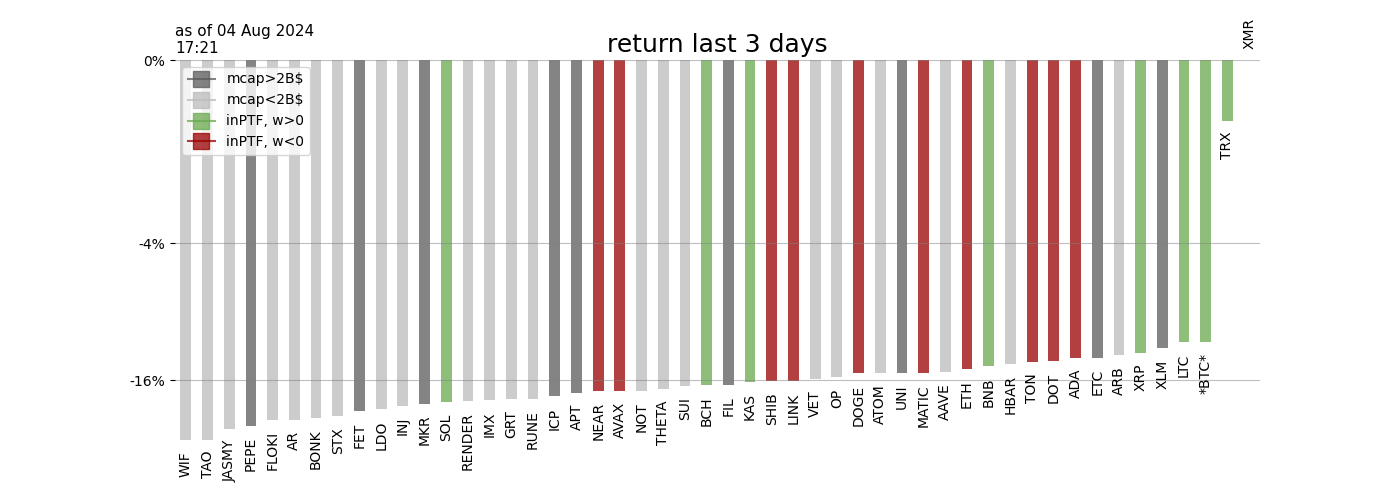 as of 04 Aug 2024
17:21
return last 3 days
XMR
0%
mcap>2B$
mcap<2B$
inPTF, w>0
inPTF, w<0
TRX
-4%
-16%
WIF
TAO
JASMY
PEPE
FLOKI
AR
BONK
STX
FET
LDO
INJ
MKR
SOL
RENDER
IMX
GRT
RUNE
ICP
APT
NEAR
AVAX
NOT
THETA
SUI
BCH
FIL
KAS
SHIB
LINK
VET
OP
DOGE
ATOM
UNI
MATIC
AAVE
ETH
BNB
HBAR
TON
DOT
ADA
ETC
ARB
XRP
XLM
LTC
*BTC*